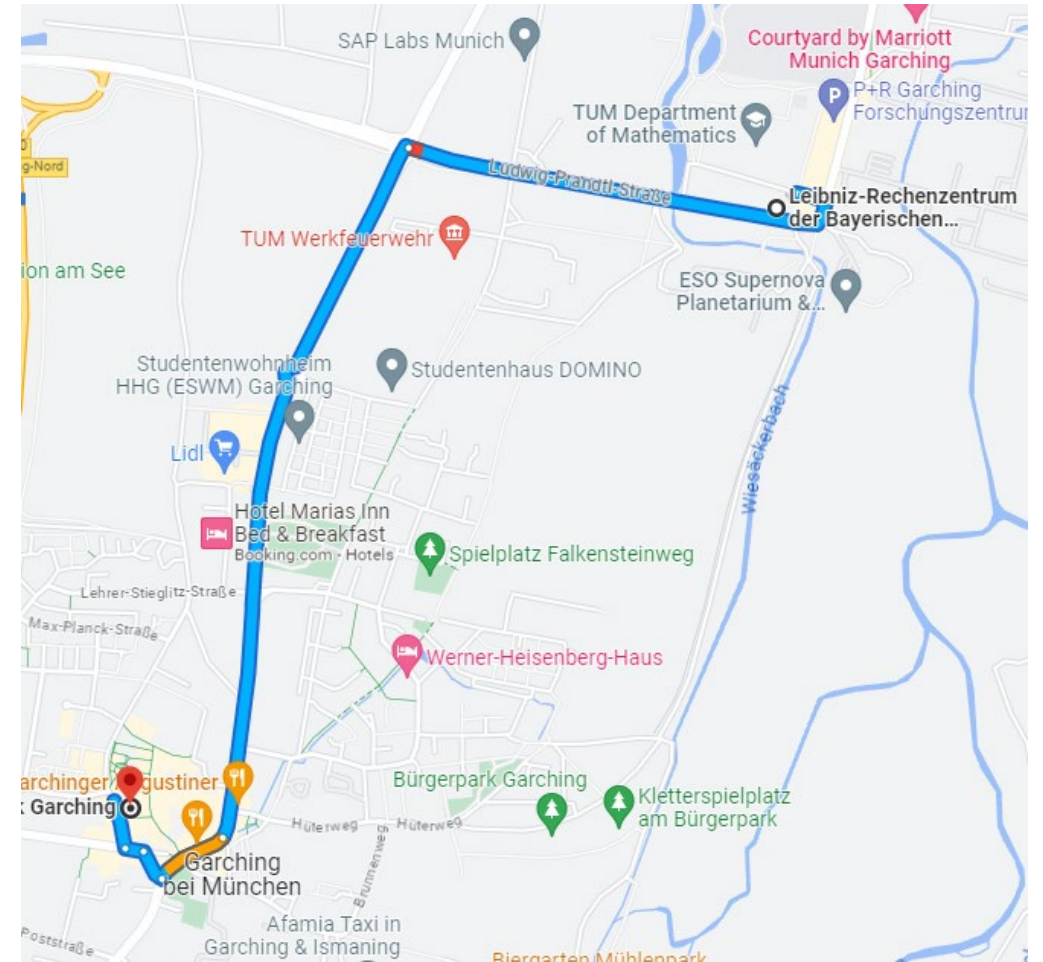 SAP Labs Munich
Courtyard by Marriott
Munich Garching
P
P+R Garching
Forschungszentrum
TUM Department
of Mathematics
g-Nord
Ludwig-Prandtl-Straße
Leibniz-Rechenzentrum
der Bayerischen...
TUM Werkfeuerwehr
ion am See
ESO Supernova
Planetarium &...
Studentenwohnheim
HHG (ESWM) Garching
Studentenhaus DOMINO
Wiesäckerbach
Lidl
Hotel Marias Inn
Bed & Breakfast
Booking.com - Hotels
Spielplatz Falkensteinweg
Lehrer-Stieglitz-Straße
Max-Planck-Straße
Werner-Heisenberg-Haus
archinger Augustiner
k Garching
Bürgerpark Garching
Kletterspielplatz
am Bürgerpark
Hüterweg
Hüterweg
Brunnenweg
Garching
bei München
Afamia Taxi in
Garching & Ismaning
Poststraße
Biergarten Mühlenpark